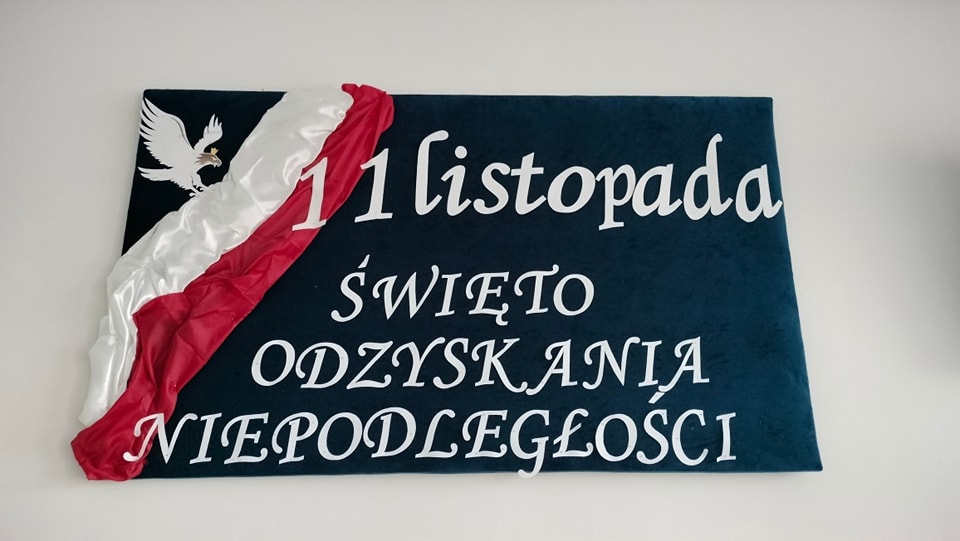 11 listopada
ŚWIĘTO
ODZYSKANIA
NIEPODLEGŁOŚCI